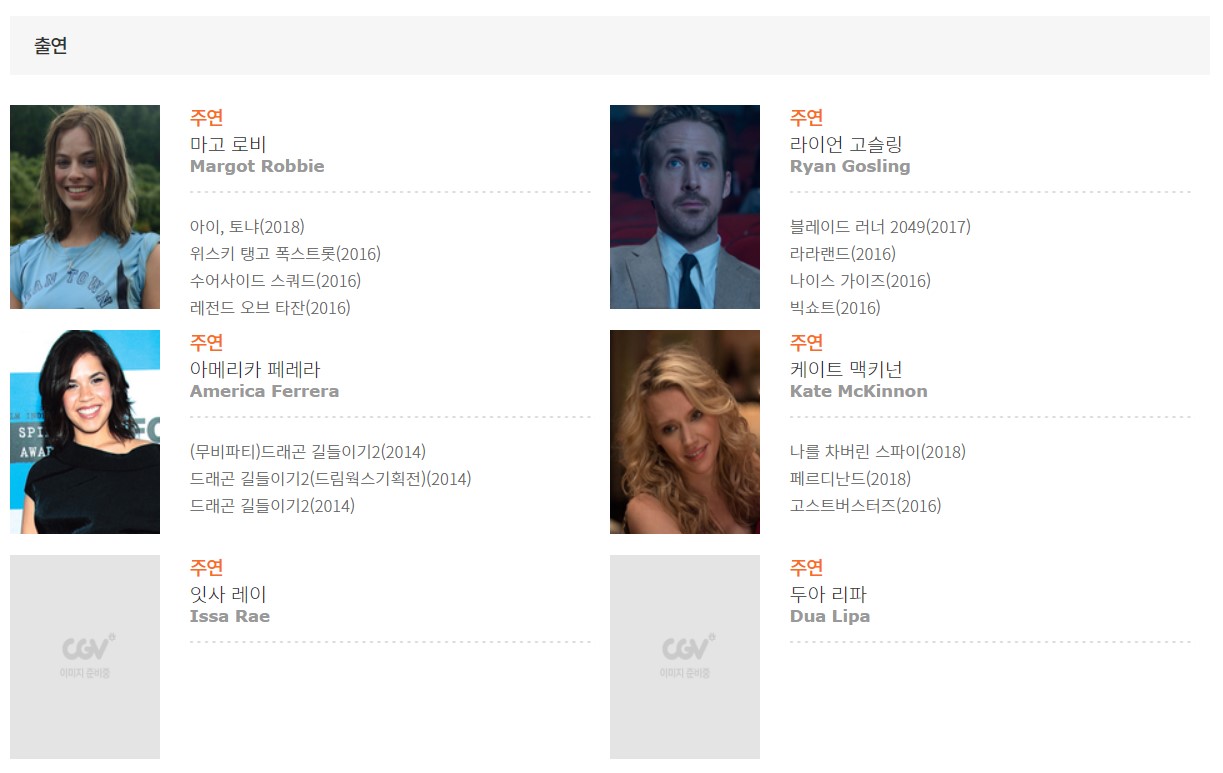 출연
주연
마고 로비
Margot Robbie
아이, 토냐(2018)
위스키 탱고 폭스트롯(2016)
수어사이드 스쿼드(2016)
레전드 오브 타잔(2016)
주연
라이언 고슬링
Ryan Gosling
블레이드 러너 2049(2017)
라라랜드(2016)
나이스 가이즈(2016)
빅쇼트(2016)
주연
아메리카 페레라
America Ferrera
(무비파티)드래곤 길들이기2(2014)
드래곤 길들이기2(드림웍스기획전)(2014)
드래곤 길들이기2(2014)
주연
케이트 맥키넌
Kate McKinnon
나를 차버린 스파이(2018)
페르디난드(2018)
고스트버스터즈(2016)
SPI
AWA
주연
잇사 레이
Issa Rae
CGV
이미지 준비중
주연
두아 리파
Dua Lipa
CGV
이미지 준비중